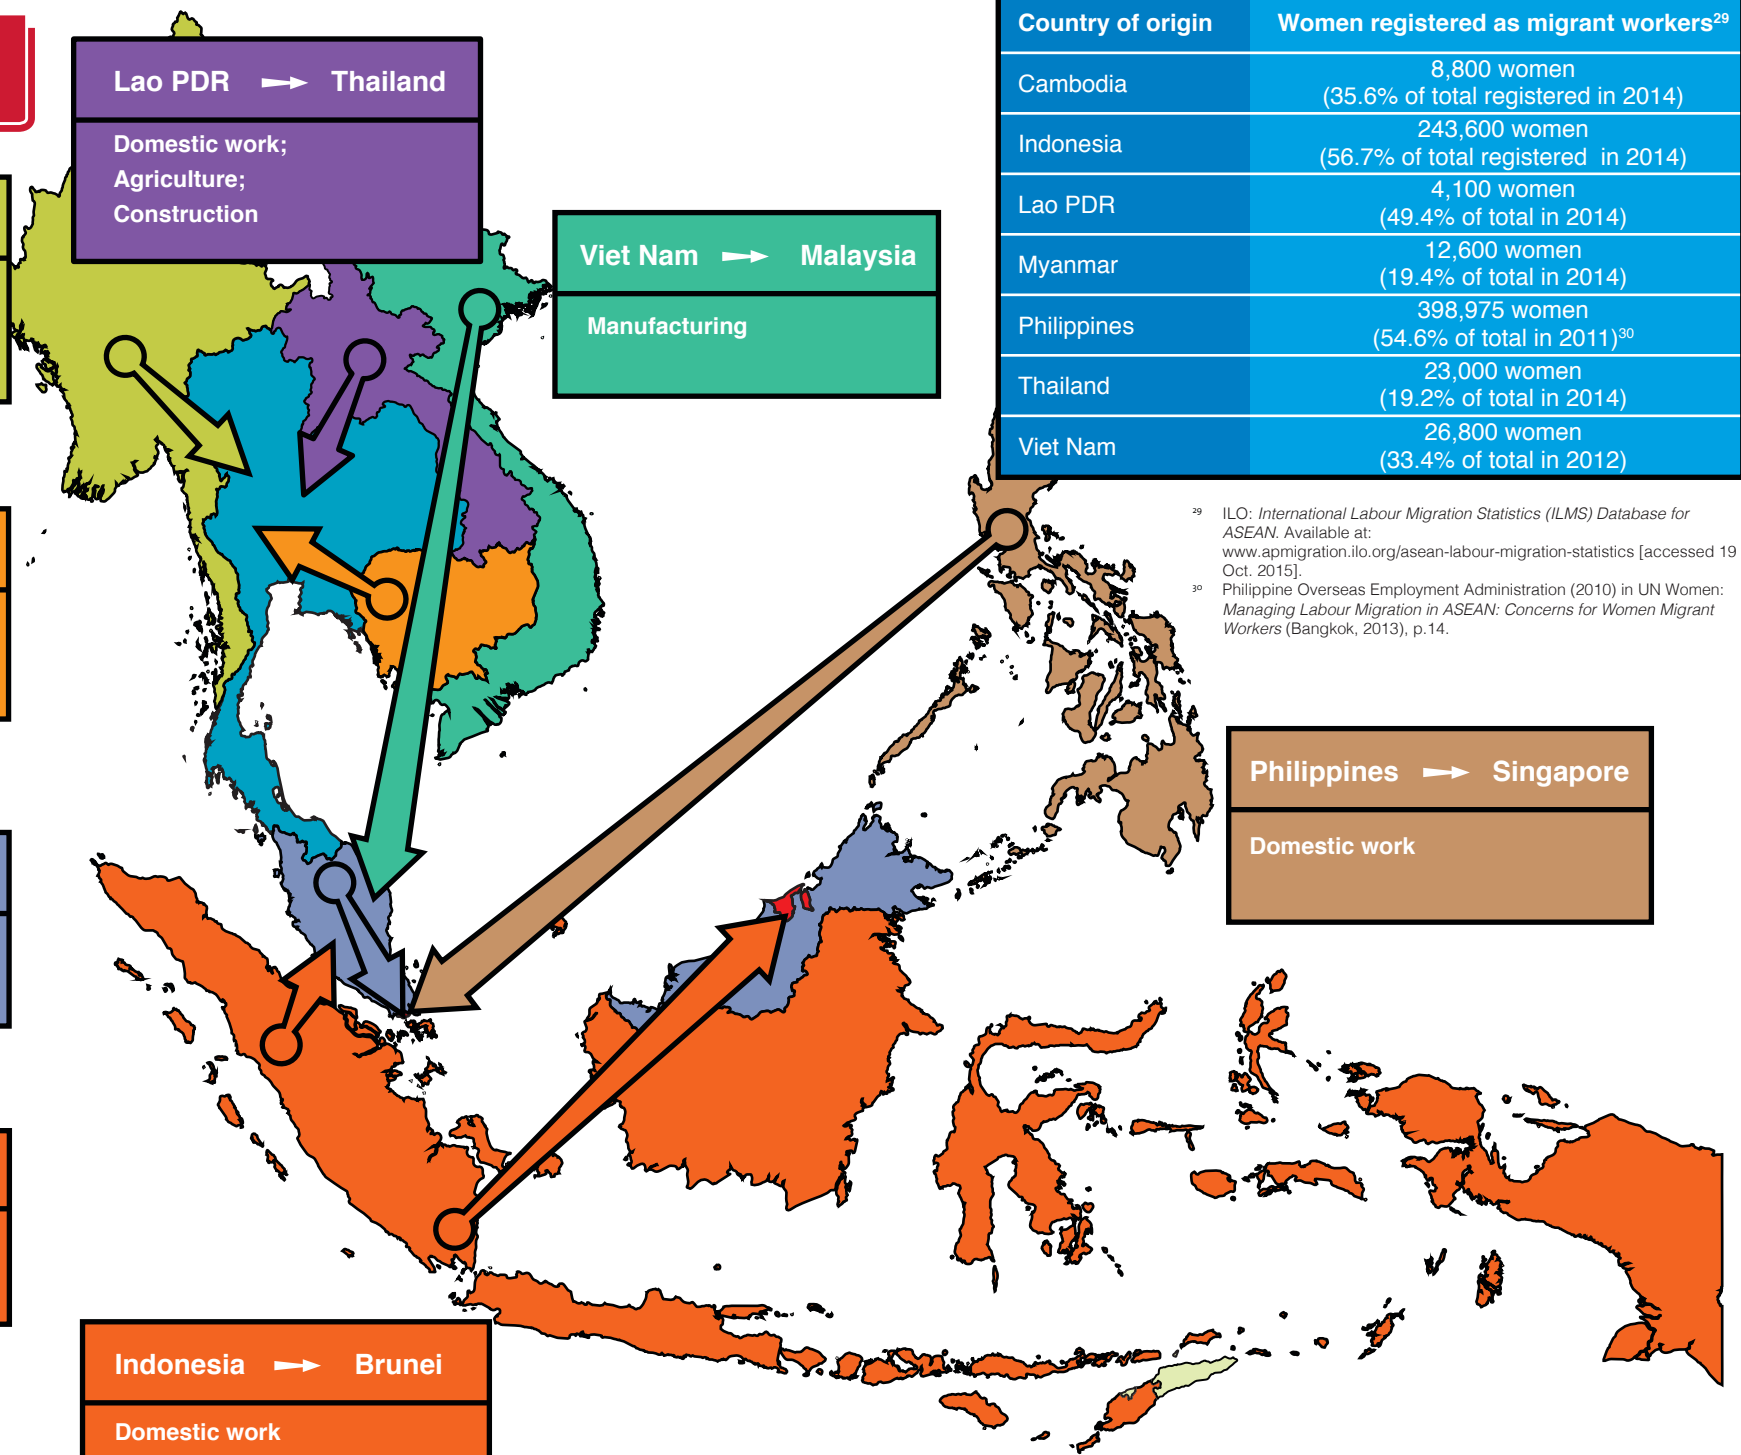 Lao PDR Thailand
Domestic work;
Agriculture;
Construction
Viet Nam Malaysia
Manufacturing
Country of origin Women registered as migrant workers²⁹
Cambodia 8,800 women
(35.6% of total registered in 2014)
Indonesia 243,600 women
(56.7% of total registered in 2014)
Lao PDR 4,100 women
(49.4% of total in 2014)
Myanmar 12,600 women
(19.4% of total in 2014)
Philippines 398,975 women
(54.6% of total in 2011)³⁰
Thailand 23,000 women
(19.2% of total in 2014)
Viet Nam 26,800 women
(33.4% of total in 2012)
²⁹ ILO: International Labour Migration Statistics (ILMS) Database for
ASEAN. Available at:
www.apmigration.ilo.org/asean-labour-migration-statistics [accessed 19
Oct. 2015].
³⁰ Philippine Overseas Employment Administration (2010) in UN Women:
Managing Labour Migration in ASEAN: Concerns for Women Migrant
Workers (Bangkok, 2013), p.14.
Philippines Singapore
Domestic work
Indonesia Brunei
Domestic work